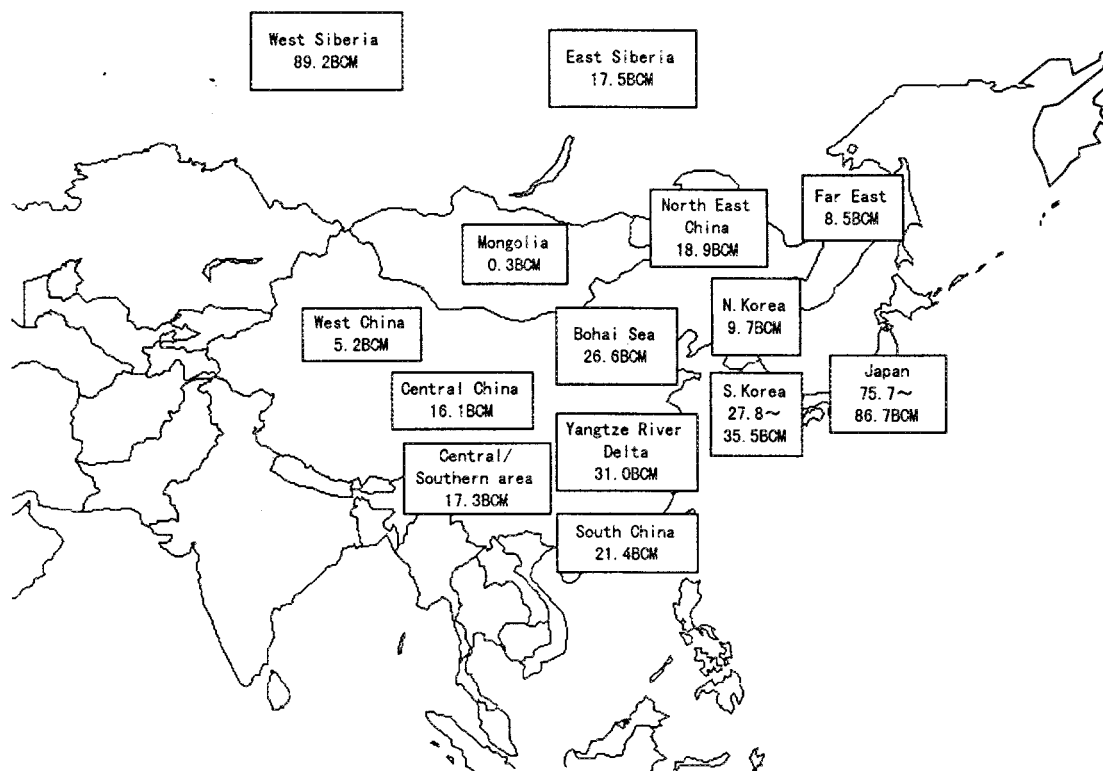 West Siberia
89.2BCM
East Siberia
17.5BCM
Far East
8.5BCM
North East
China
18.9BCM
Mongolia
0.3BCM
N.Korea
9.7BCM
West China
5.2BCM
Bohai Sea
26.6BCM
Japan
75.7～
86.7BCM
Central China
16.1BCM
S.Korea
27.8～
35.5BCM
Yangtze River
Delta
31.0BCM
Central/
Southern area
17.3BCM
South China
21.4BCM